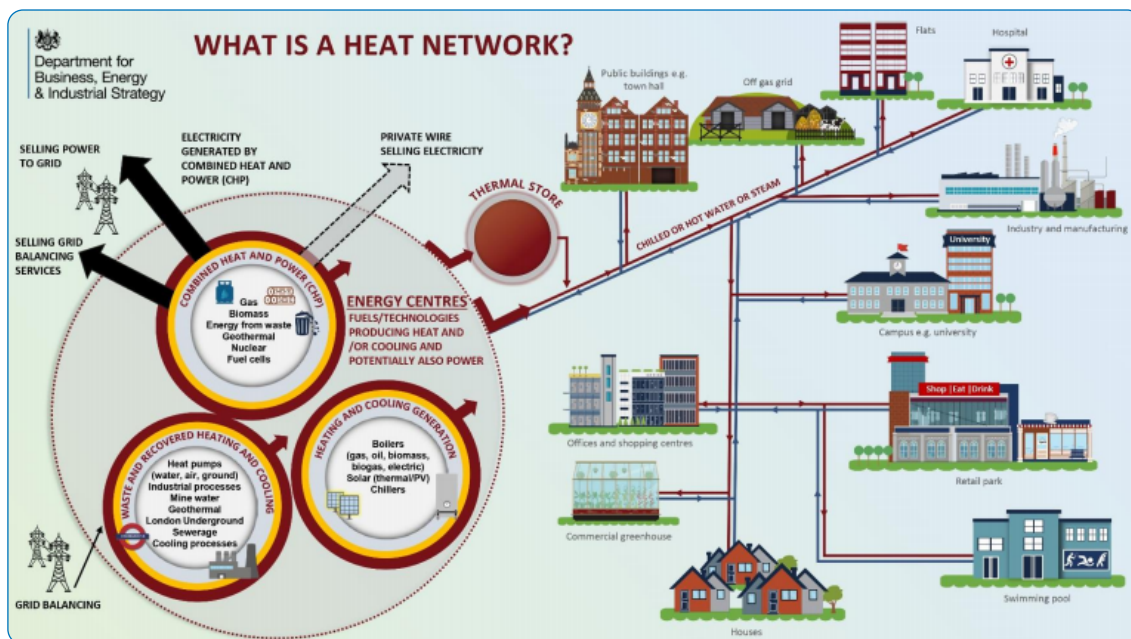 Department for
Business, Energy
& Industrial Strategy
WHAT IS A HEAT NETWORK?
SELLING POWER
TO GRID
ELECTRICITY
GENERATED BY
COMBINED HEAT AND
POWER (CHP)
PRIVATE WIRE
SELLING ELECTRICITY
SELLING GRID
BALANCING
SERVICES
COMBINED HEAT AND POWER (CHP)
Gas
Biomass
Energy from waste
Geothermal
Nuclear
Fuel cells
THERMAL STORE
ENERGY CENTRES
FUELS/TECHNOLOGIES
PRODUCING HEAT AND
/OR COOLING AND
POTENTIALLY ALSO POWER
WASTE AND RECOVERED HEATING AND COOLING
Heat pumps
(water, air, ground)
Industrial processes
Mine water
Geothermal
London Underground
Sewerage
Cooling processes
HEATING AND COOLING GENERATION
Boilers
(gas, oil, biomass,
biogas, electric)
Solar (thermal/PV)
Chillers
GRID BALANCING
CHILLED OR HOT WATER OR STEAM
Public buildings e.g.
town hall
Off gas grid
Flats
Hospital
Industry and manufacturing
University
Campus e.g. university
Offices and shopping centres
Shop | Eat | Drink
Retail park
Commercial greenhouse
Houses
Swimming pool